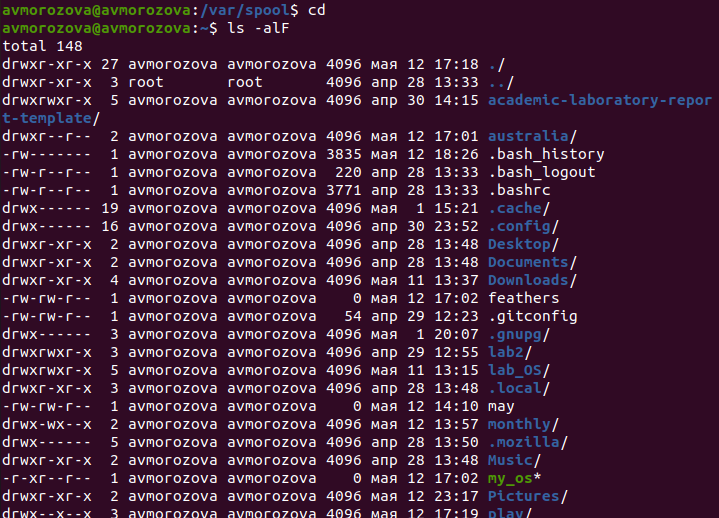 avmorozova@avmorozova:/var/spool$ cd
avmorozova@avmorozova:~$ ls -alF
total 148
drwxr-xr-x 27 avmorozova avmorozova 4096 мая 12 17:18 ./
drwxr-xr-x  3 root       root       4096 апр 28 13:33 ../
drwxrwxr-x  5 avmorozova avmorozova 4096 апр 30 14:15 academic-laboratory-repor
t-template/
drwxr--r--  2 avmorozova avmorozova 4096 мая 12 17:01 australia/
-rw-------  1 avmorozova avmorozova 3835 мая 12 18:26 .bash_history
-rw-r--r--  1 avmorozova avmorozova  220 апр 28 13:33 .bash_logout
-rw-r--r--  1 avmorozova avmorozova 3771 апр 28 13:33 .bashrc
drwx------ 19 avmorozova avmorozova 4096 мая  1 15:21 .cache/
drwx------ 16 avmorozova avmorozova 4096 апр 30 23:52 .config/
drwxr-xr-x  2 avmorozova avmorozova 4096 апр 28 13:48 Desktop/
drwxr-xr-x  2 avmorozova avmorozova 4096 апр 28 13:48 Documents/
drwxr-xr-x  4 avmorozova avmorozova 4096 мая 11 13:37 Downloads/
-rw-rw-r--  1 avmorozova avmorozova    0 мая 12 17:02 feathers
-rw-rw-r--  1 avmorozova avmorozova   54 апр 29 12:23 .gitconfig
drwx------  3 avmorozova avmorozova 4096 мая  1 20:07 .gnupg/
drwxrwxr-x  3 avmorozova avmorozova 4096 апр 29 12:55 lab2/
drwxrwxr-x  5 avmorozova avmorozova 4096 мая 11 13:15 lab_OS/
drwxr-xr-x  3 avmorozova avmorozova 4096 апр 28 13:48 .local/
-rw-rw-r--  1 avmorozova avmorozova    0 мая 12 14:10 may
drwx-wx--x  2 avmorozova avmorozova 4096 мая 12 13:57 monthly/
drwx------  5 avmorozova avmorozova 4096 апр 28 13:50 .mozilla/
drwxr-xr-x  2 avmorozova avmorozova 4096 апр 28 13:48 Music/
-r-xr--r--  1 avmorozova avmorozova    0 мая 12 17:02 my_os*
drwxr-xr-x  2 avmorozova avmorozova 4096 мая 12 23:17 Pictures/
drwx--x--x  3 avmorozova avmorozova 4096 мая 12 17:19 play/